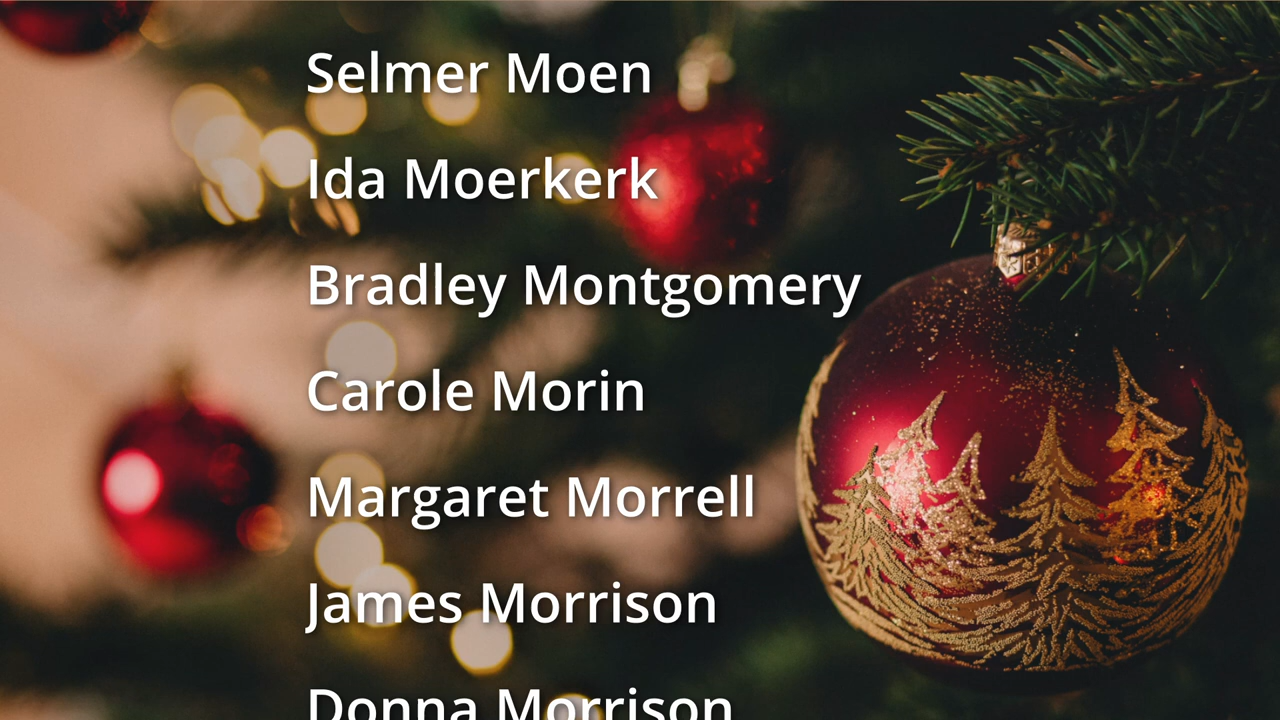 Selmer Moen
Ida Moerkerk
Bradley Montgomery
Carole Morin
Margaret Morrell
James Morrison
Donna Morrison